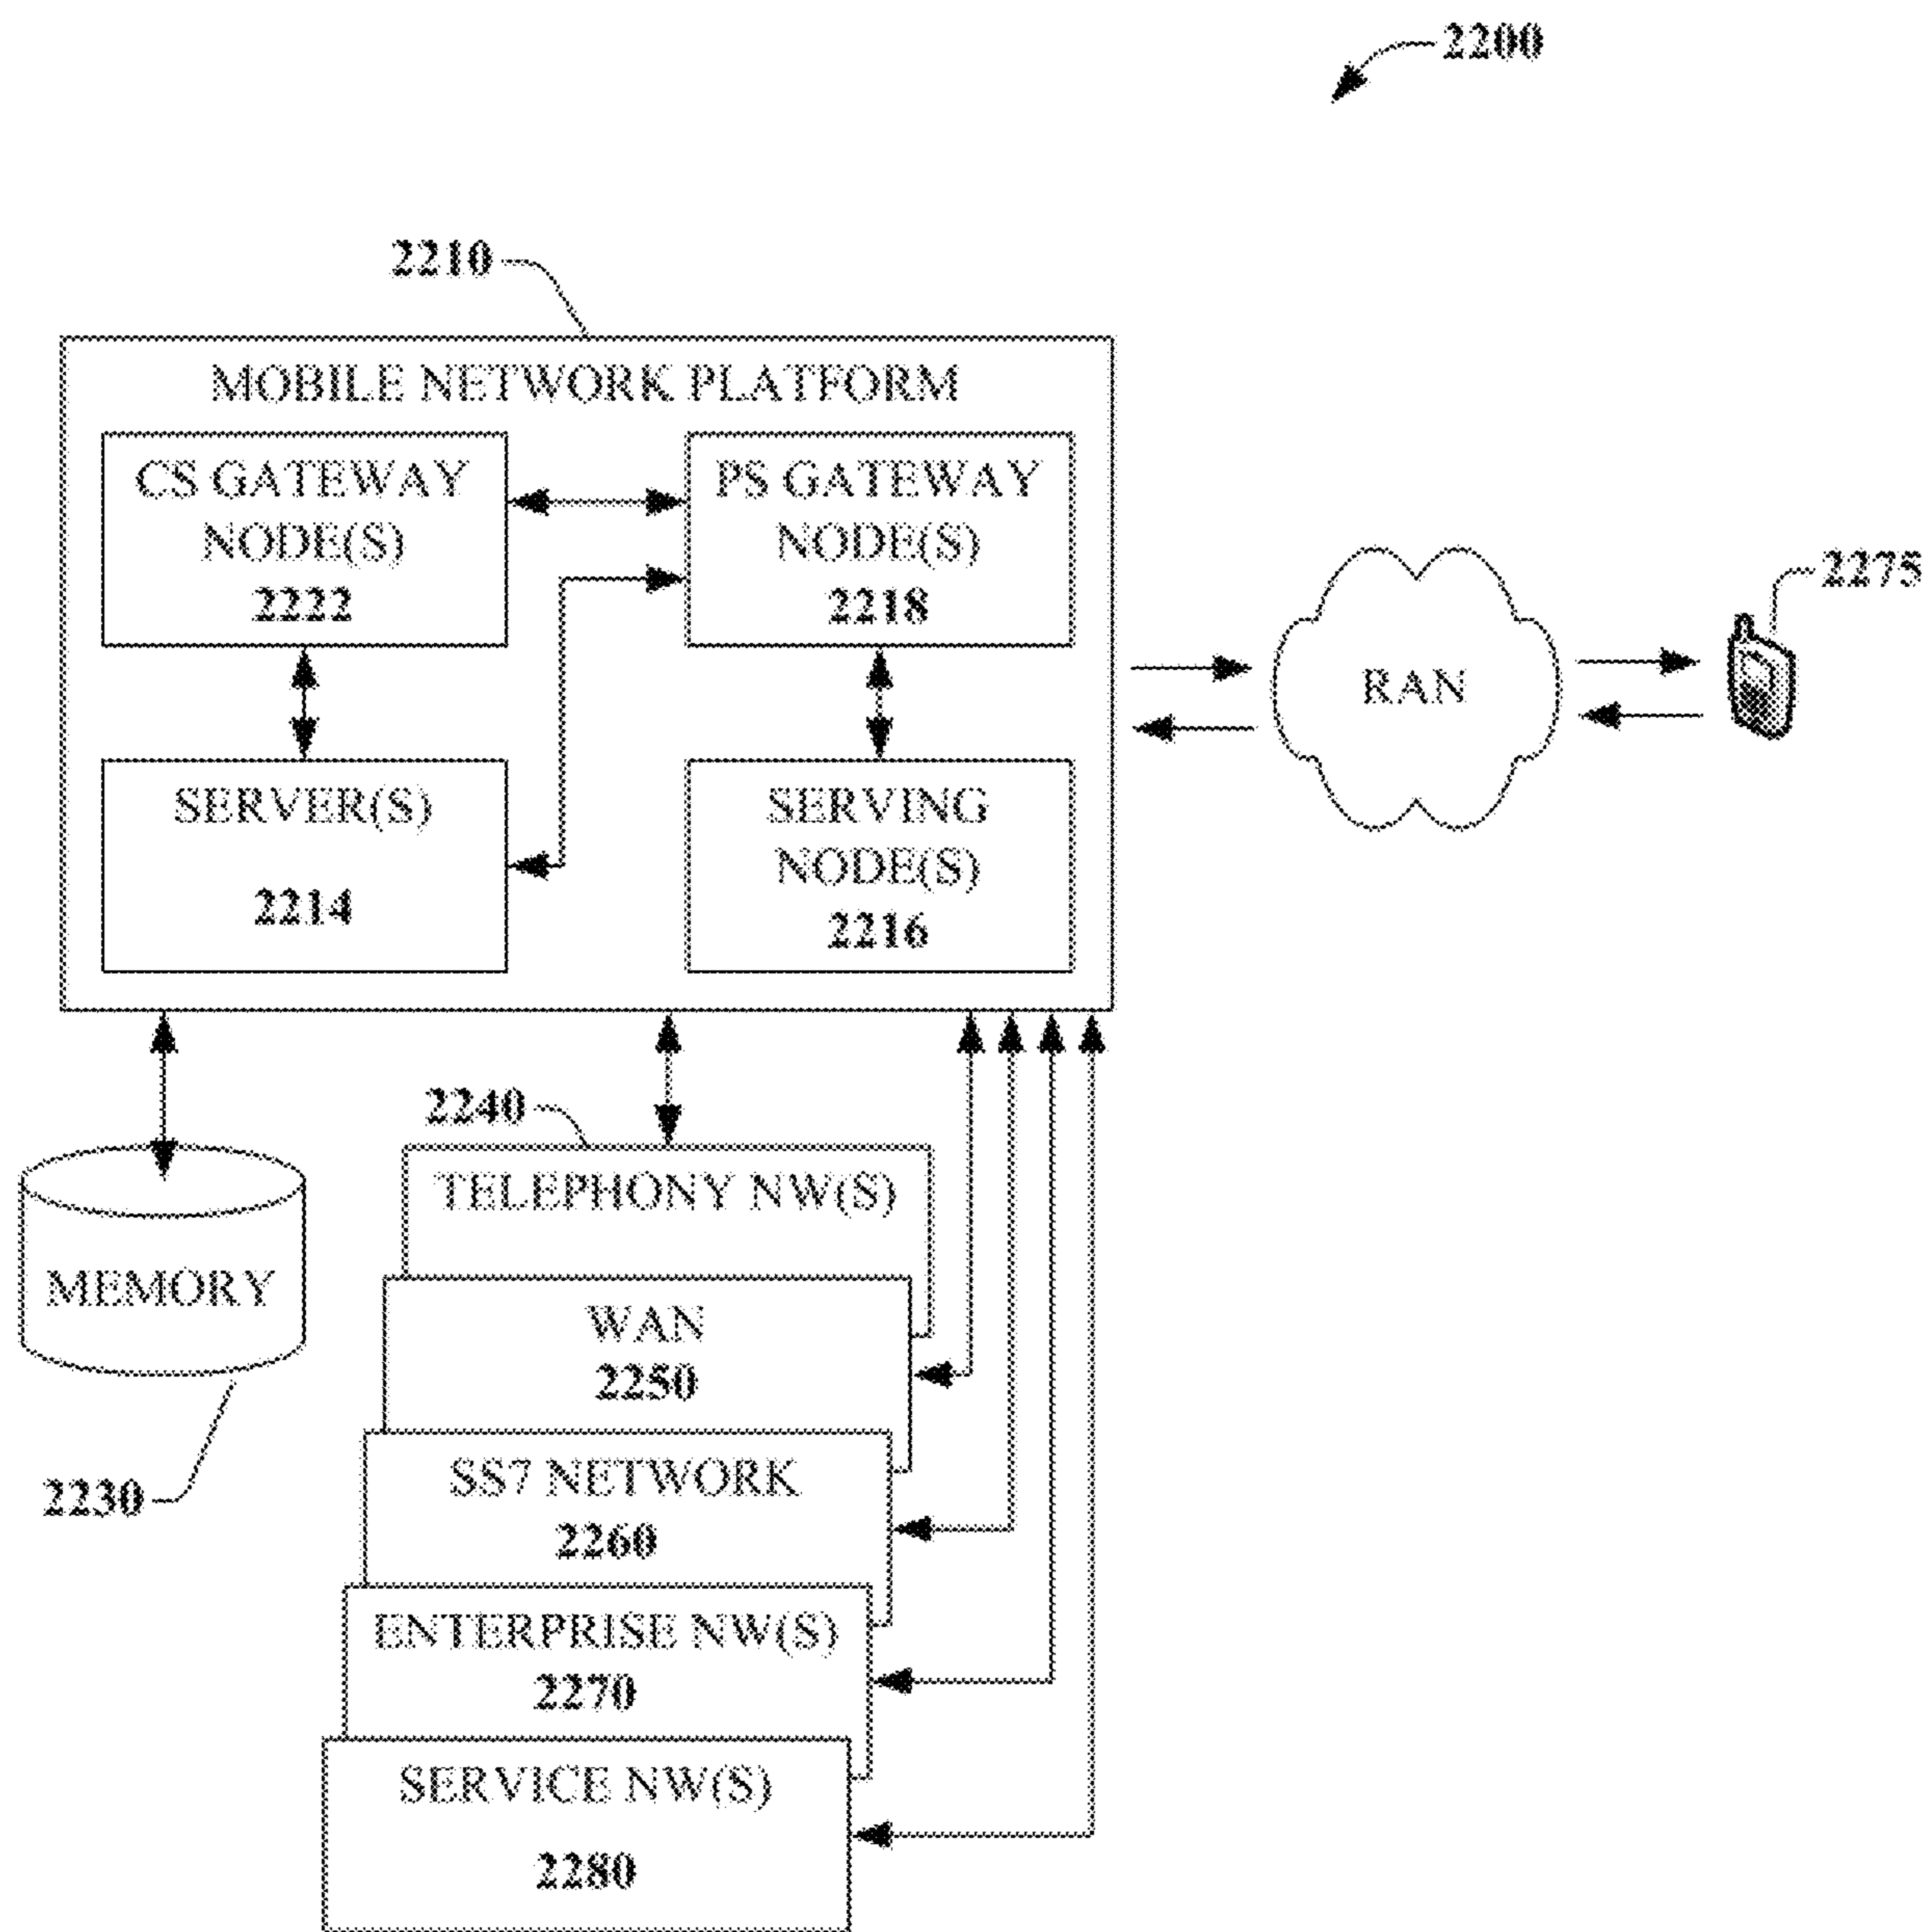 2200
2210
MOBILE NETWORK PLATFORM
CS GATEWAY
NODE(S)
2222
PS GATEWAY
NODE(S)
2218
2275
RAN
SERVER(S)
2214
SERVING
NODE(S)
2216
2240
TELEPHONY NW(S)
MEMORY
2230
WAN
2250
SS7 NETWORK
2260
ENTERPRISE NW(S)
2270
SERVICE NW(S)
2280